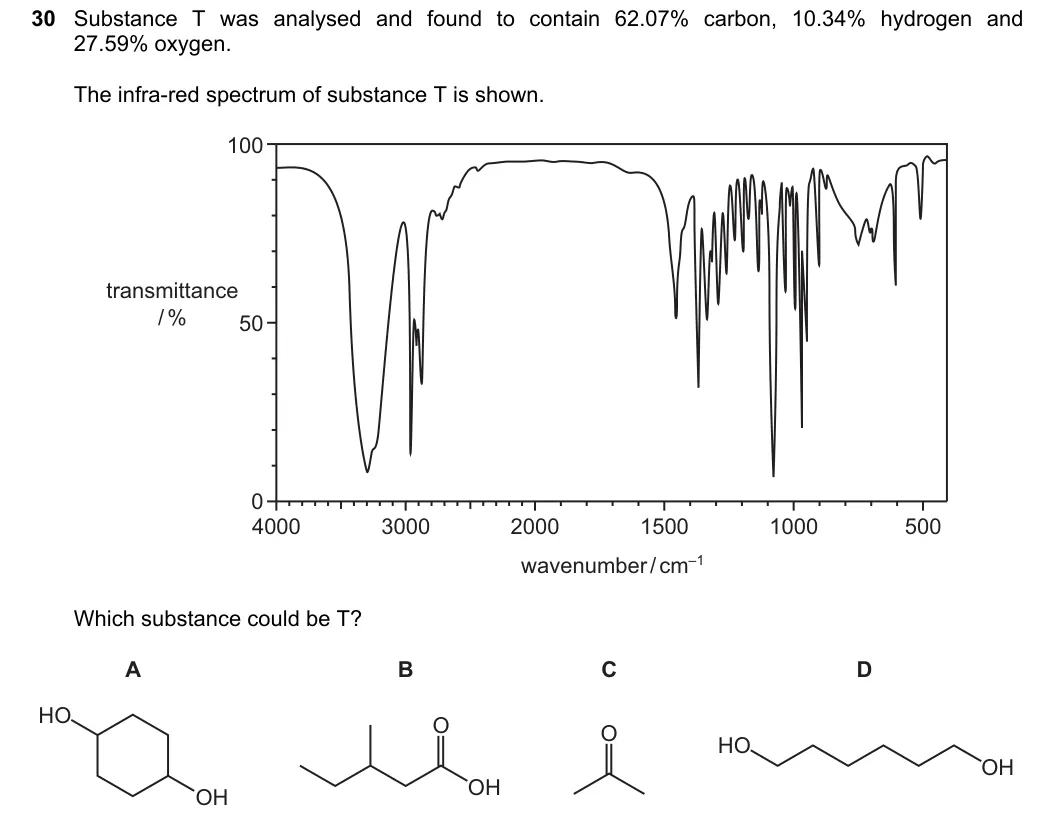 30 Substance T was analysed and found to contain 62.07% carbon, 10.34% hydrogen and
27.59% oxygen.
The infra-red spectrum of substance T is shown.
100
transmittance
/ %
50
0
4000 3000 2000 1500 1000 500
wavenumber / cm⁻¹
Which substance could be T?
A B C D
HO
OH
O
OH
O
HO
OH